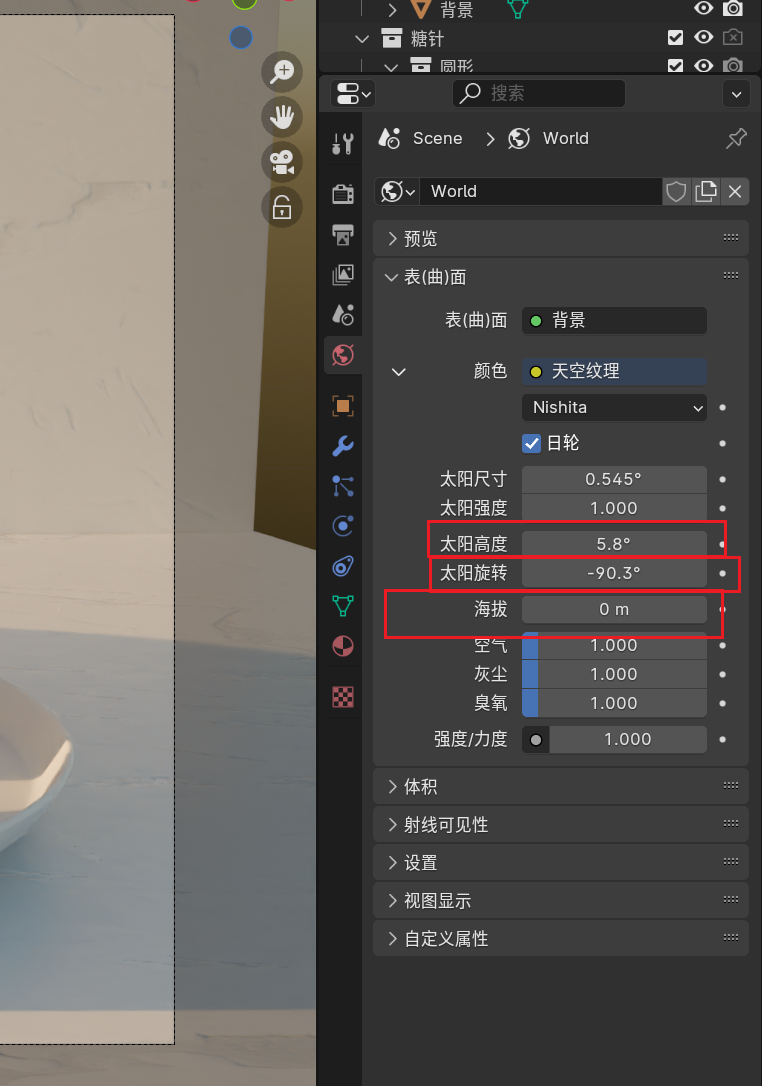 背景
糖针
圆形
搜索
Scene
World
World
预览
表(曲)面
表(曲)面 背景
颜色 天空纹理
Nishita
日轮
太阳尺寸 0.545°
太阳强度 1.000
太阳高度 5.8°
太阳旋转 -90.3°
海拔 0 m
空气 1.000
灰尘 1.000
臭氧 1.000
强度/力度 1.000
体积
射线可见性
设置
视图显示
自定义属性